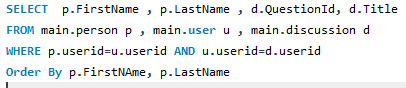 SELECT  p.FirstName , p.LastName , d.QuestionId, d.Title
FROM main.person p , main.user u , main.discussion d
WHERE p.userid=u.userid AND u.userid=d.userid
Order By p.FirstNAme, p.LastName